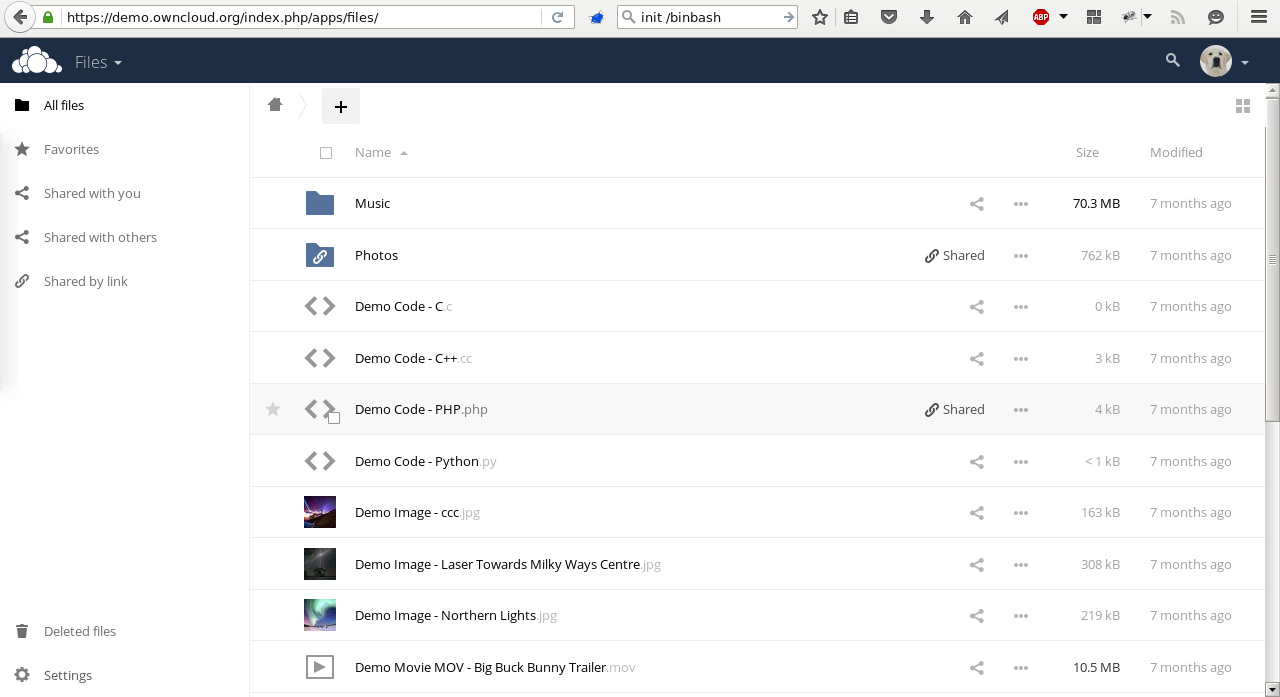 https://demo.owncloud.org/index.php/apps/files/
init /binbash
ABP
Files
All files
Favorites
Shared with you
Shared with others
Shared by link
Deleted files
Settings
+
Name Size Modified
Music 70.3 MB 7 months ago
Photos Shared 762 kB 7 months ago
Demo Code - C.c 0 kB 7 months ago
Demo Code - C++.cc 3 kB 7 months ago
Demo Code - PHP.php Shared 4 kB 7 months ago
Demo Code - Python.py < 1 kB 7 months ago
Demo Image - ccc.jpg 163 kB 7 months ago
Demo Image - Laser Towards Milky Ways Centre.jpg 308 kB 7 months ago
Demo Image - Northern Lights.jpg 219 kB 7 months ago
Demo Movie MOV - Big Buck Bunny Trailer.mov 10.5 MB 7 months ago